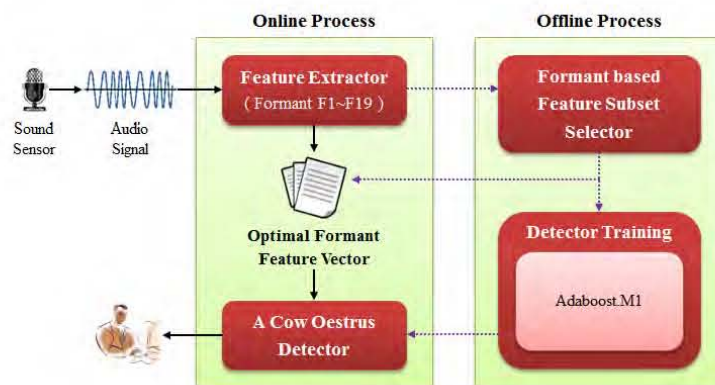 Online Process
Offline Process
Feature Extractor
( Formant F1~F19 )
Formant based
Feature Subset
Selector
Sound
Sensor
Audio
Signal
Optimal Formant
Feature Vector
Detector Training
Adaboost.M1
A Cow Oestrus
Detector